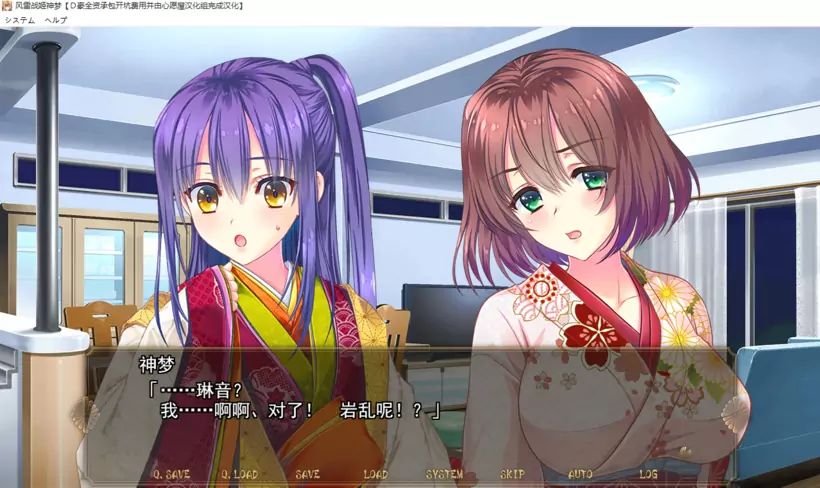 风雷战姬神梦【Ｄ豪全资承包开坑费用并由心愿屋汉化组完成汉化】
システム ヘルプ
神梦
「……琳音？
我……啊啊、对了！ 岩乱呢！？」
Q.SAVE Q.LOAD SAVE LOAD SYSTEM SKIP AUTO LOG